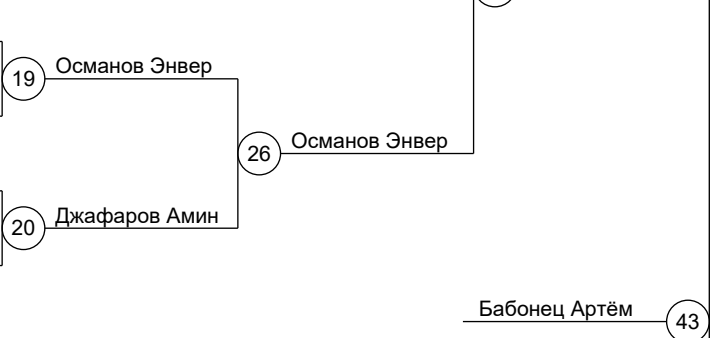 Османов Энвер
19
Османов Энвер
26
Джафаров Амин
20
Бабонец Артём
43